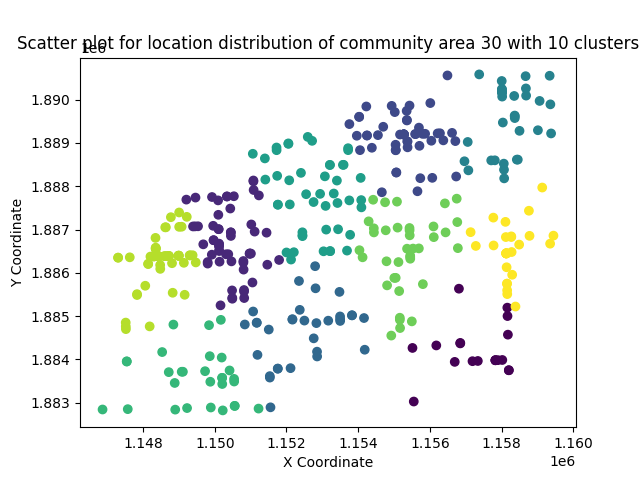 Scatter plot for location distribution of community area 30 with 10 clusters
1e6
1.890
1.889
1.888
1.887
1.886
1.885
1.884
1.883
Y Coordinate
1.148 1.150 1.152 1.154 1.156 1.158 1.160
X Coordinate
1e6